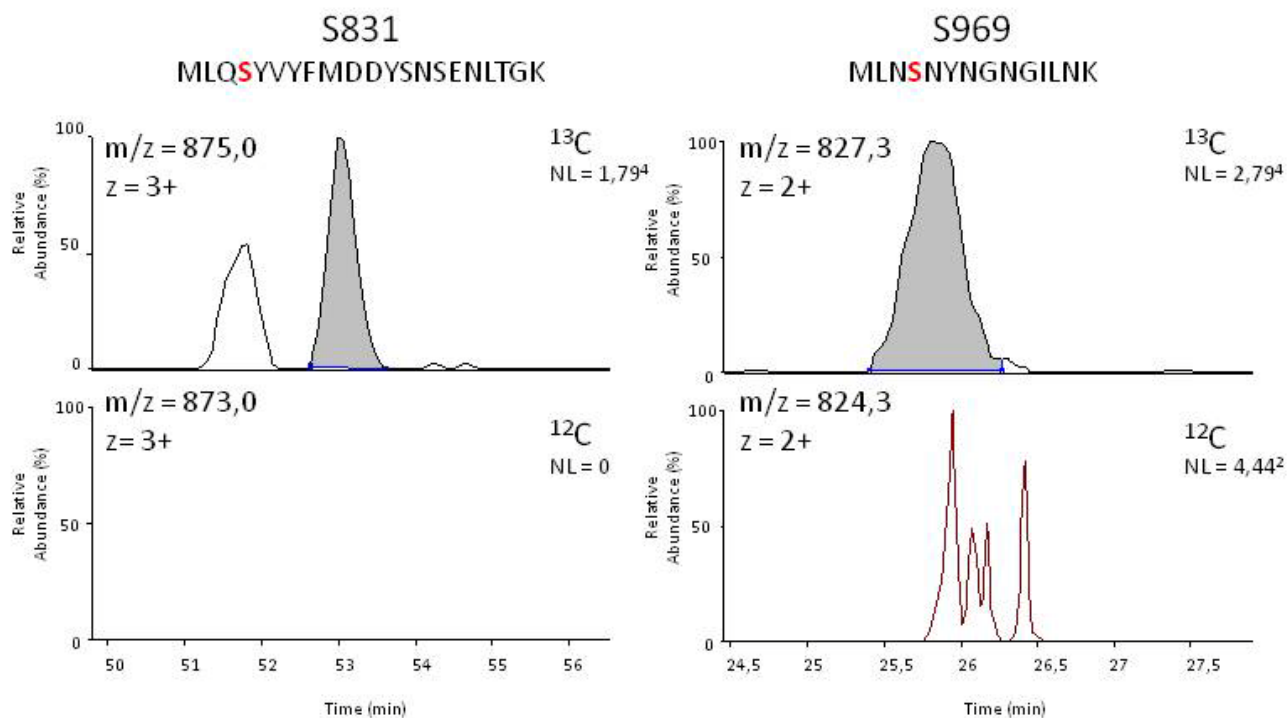 S831
MLQSYVYFMDDYSNSENLTGK
m/z = 875,0
z = 3+
¹³C
NL = 1,79⁴
Relative
Abundance (%)
100
50
0
m/z = 873,0
z= 3+
¹²C
NL = 0
Relative
Abundance (%)
100
50
0
50 51 52 53 54 55 56
Time (min)
S969
MLNSNYNGNGILNK
m/z = 827,3
z = 2+
¹³C
NL = 2,79⁴
Relative
Abundance (%)
100
50
0
m/z = 824,3
z = 2+
¹²C
NL = 4,44²
Relative
Abundance (%)
100
50
0
24,5 25 25,5 26 26,5 27 27,5
Time (min)